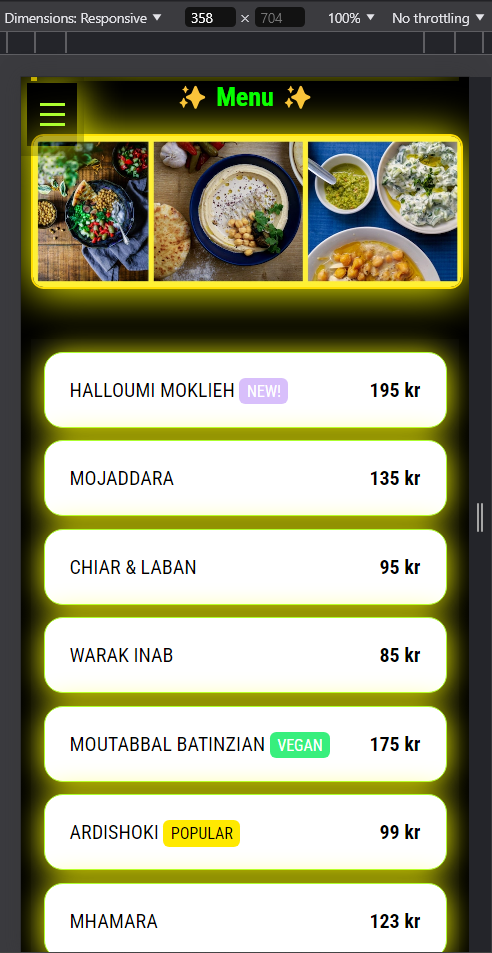 Dimensions: Responsive ▼ 358 × 704 100% ▼ No throttling ▼
✨ Menu ✨
HALLOUMI MOKLIEH NEW! 195 kr
MOJADDARA 135 kr
CHIAR & LABAN 95 kr
WARAK INAB 85 kr
MOUTABBAL BATINZIAN VEGAN 175 kr
ARDISHOKI POPULAR 99 kr
MHAMARA 123 kr